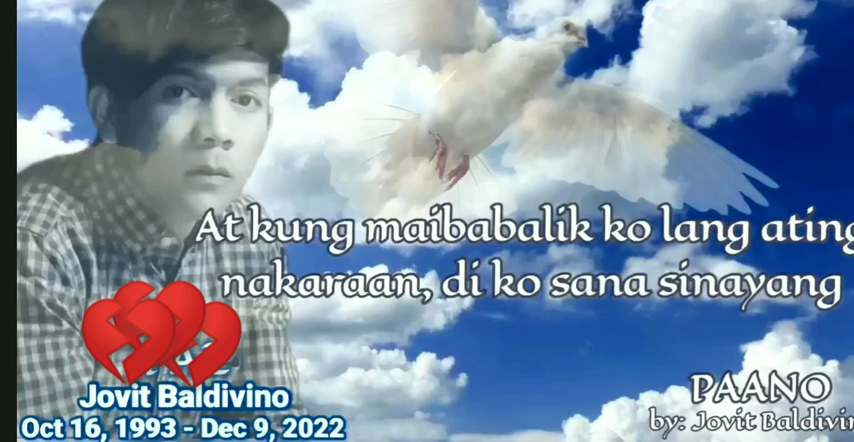 At kung maibabalik ko lang ating
nakaraan, di ko sana sinayang
Jovit Baldivino
Oct 16, 1993 - Dec 9, 2022
PAANO
by: Jovit Baldivin